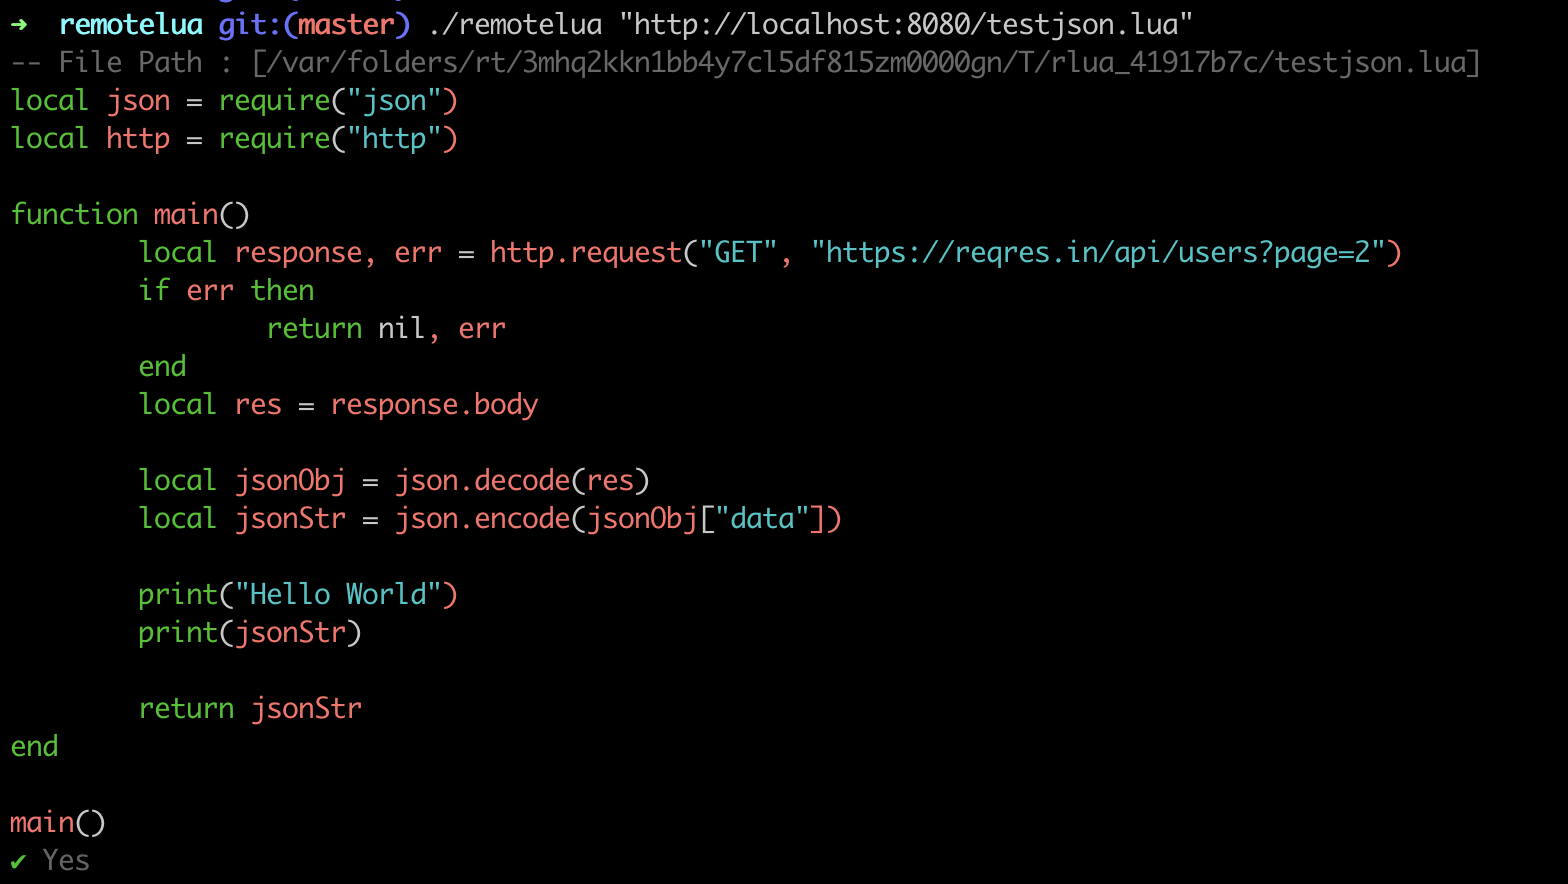 ➜  remotelua git:(master) ./remotelua "http://localhost:8080/testjson.lua"
-- File Path : [/var/folders/rt/3mhq2kkn1bb4y7cl5df815zm0000gn/T/rlua_41917b7c/testjson.lua]
local json = require("json")
local http = require("http")

function main()
        local response, err = http.request("GET", "https://reqres.in/api/users?page=2")
        if err then
                return nil, err
        end
        local res = response.body

        local jsonObj = json.decode(res)
        local jsonStr = json.encode(jsonObj["data"])

        print("Hello World")
        print(jsonStr)

        return jsonStr
end

main()
✔ Yes